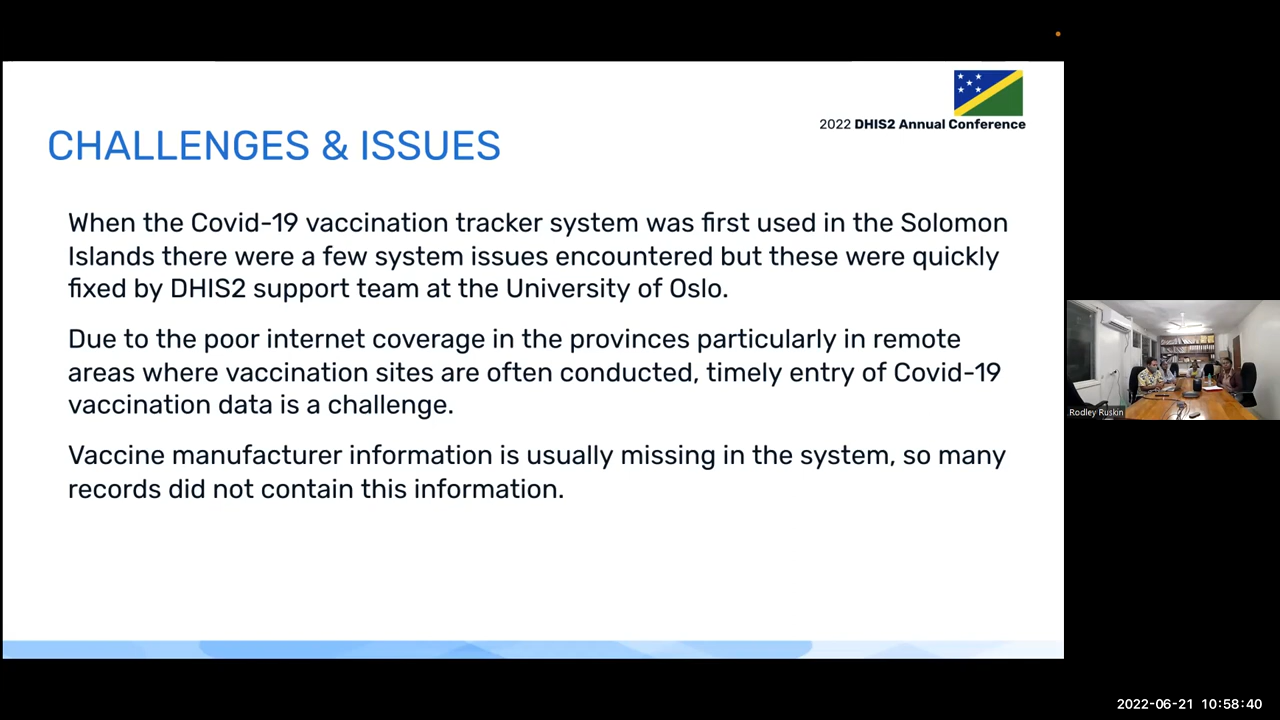 2022 DHIS2 Annual Conference
CHALLENGES & ISSUES
When the Covid-19 vaccination tracker system was first used in the Solomon
Islands there were a few system issues encountered but these were quickly
fixed by DHIS2 support team at the University of Oslo.
Due to the poor internet coverage in the provinces particularly in remote
areas where vaccination sites are often conducted, timely entry of Covid-19
vaccination data is a challenge.
Vaccine manufacturer information is usually missing in the system, so many
records did not contain this information.
Rodley Ruskin
2022-06-21 10:58:40